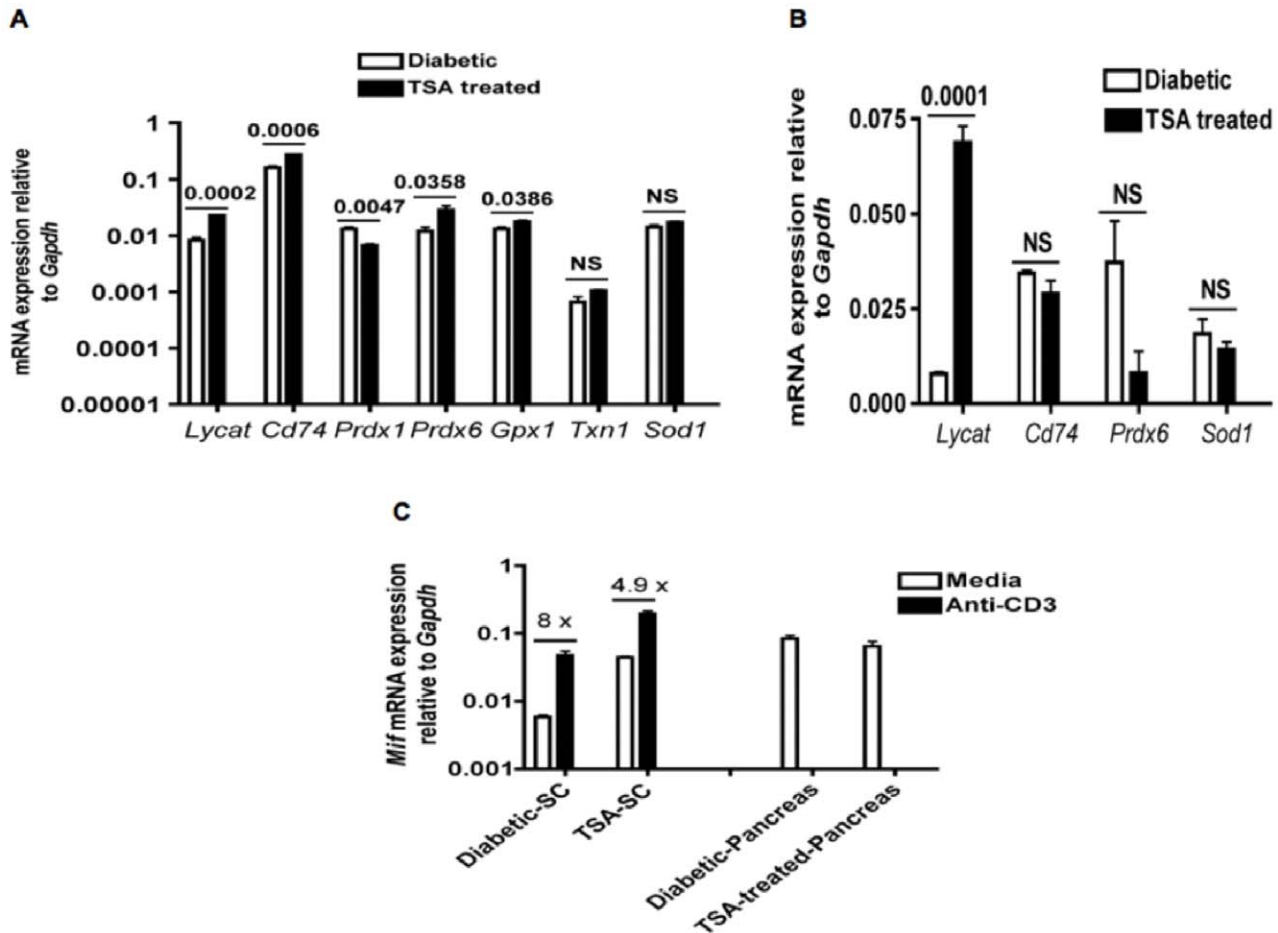 A
Diabetic
TSA treated
mRNA expression relative
to Gapdh
1
0.1
0.01
0.001
0.0001
0.00001
0.0002
0.0006
0.0047
0.0358
0.0386
NS
NS
Lycat Cd74 Prdx1 Prdx6 Gpx1 Txn1 Sod1
B
Diabetic
TSA treated
mRNA expression relative
to Gapdh
0.075
0.050
0.025
0.000
0.0001
NS
NS
NS
Lycat Cd74 Prdx6 Sod1
C
Media
Anti-CD3
Mif mRNA expression
relative to Gapdh
1
0.1
0.01
0.001
8 x
4.9 x
Diabetic-SC
TSA-SC
Diabetic-Pancreas
TSA-treated-Pancreas